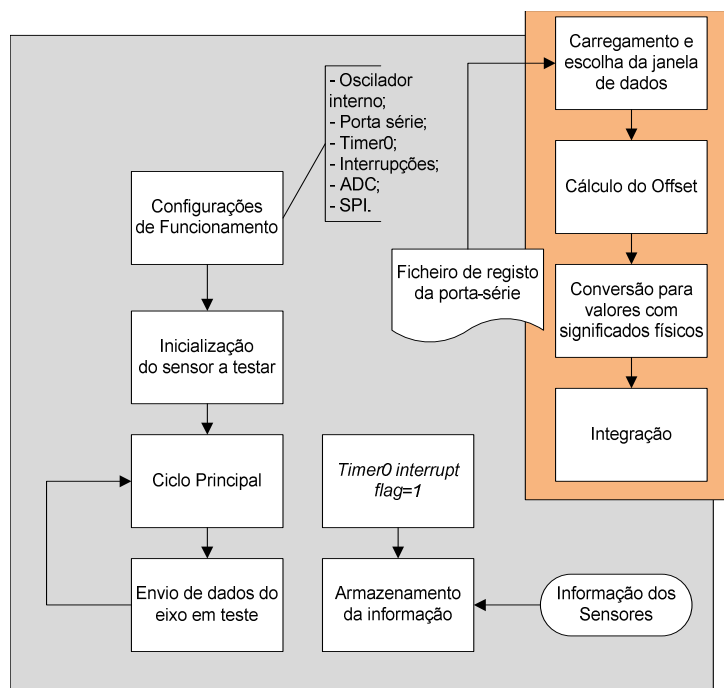 Carregamento e
escolha da janela
de dados
- Oscilador
interno;
- Porta série;
- Timer0;
- Interrupções;
- ADC;
- SPI.
Configurações
de Funcionamento
Cálculo do Offset
Ficheiro de registo
da porta-série
Conversão para
valores com
significados físicos
Inicialização
do sensor a testar
Integração
Ciclo Principal
Timer0 interrupt
flag=1
Envio de dados do
eixo em teste
Armazenamento
da informação
Informação dos
Sensores